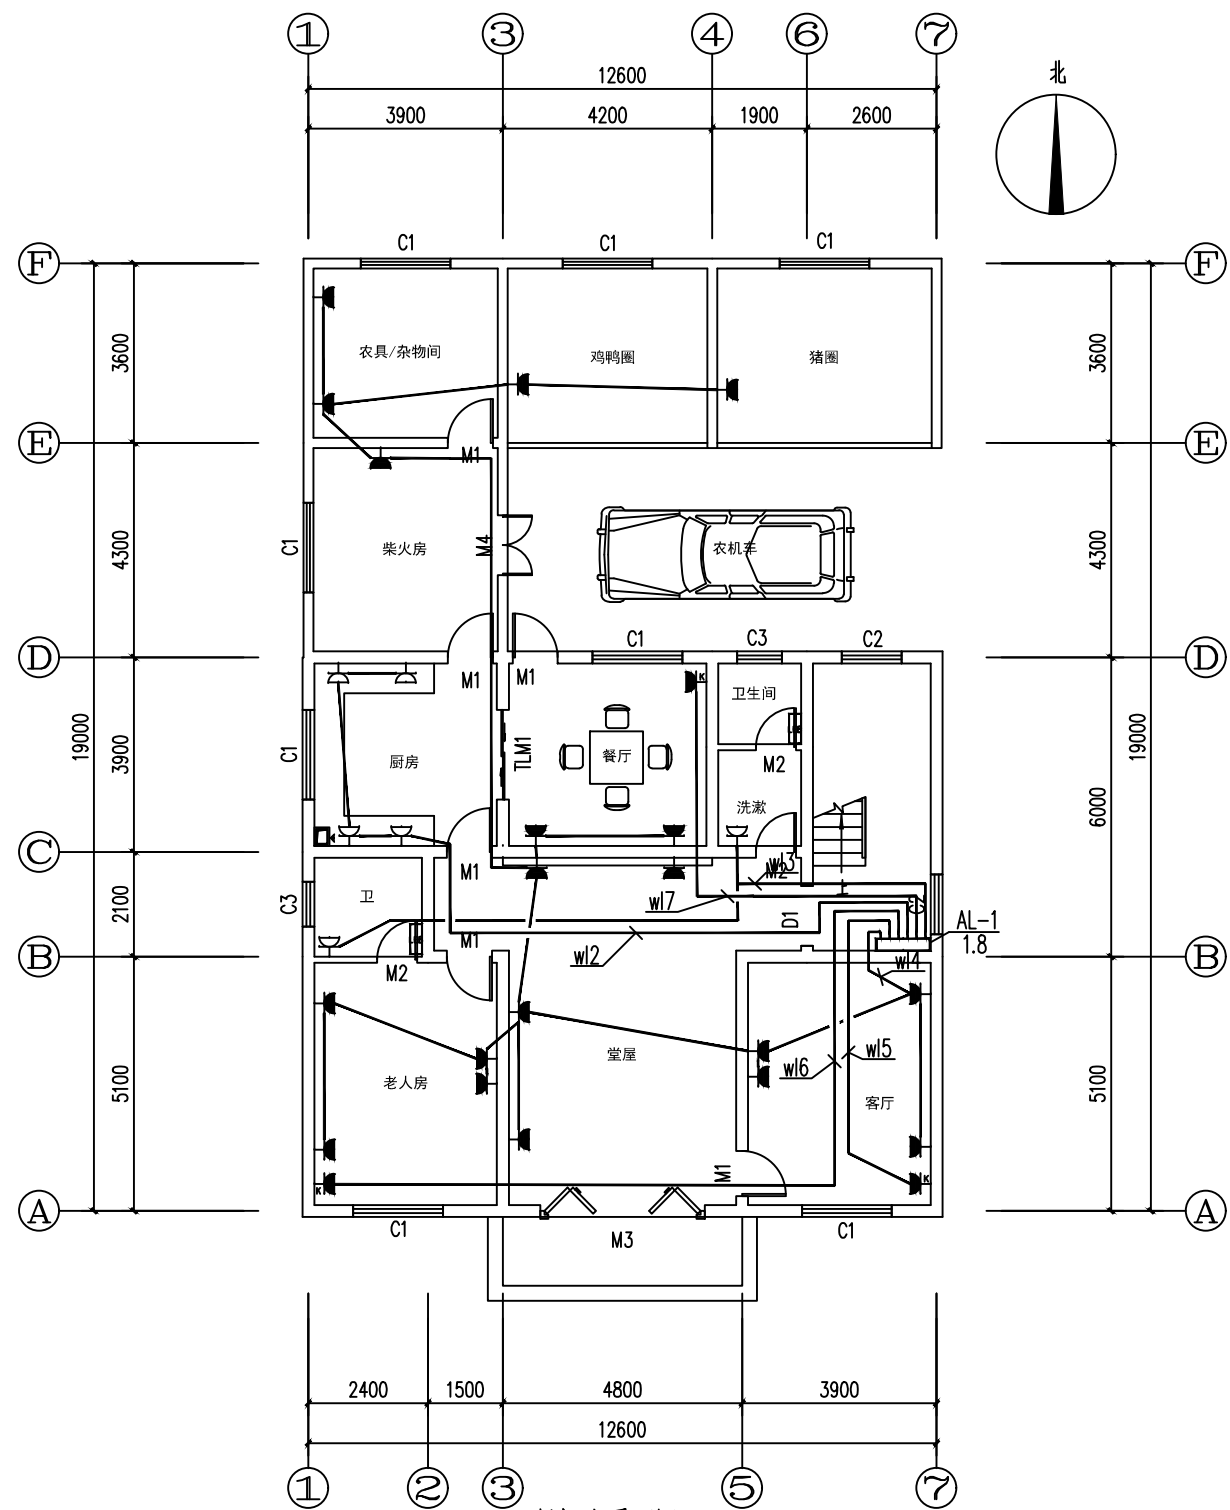 ① ③ ④ ⑥ ⑦
12600
北
3900 4200 1900 2600
C1 C1 C1
F F
农具/杂物间 鸡鸭圈 猪圈
3600 3600
E E
M1
C1 4300 柴火房 M4 农机车 4300
C1 C3 C2
D D
M1 M1
卫生间
19000 3900 C1 厨房 TLM1 餐厅 M2 6000 19000
洗漱
C C
M1 wl3
M2
C3 2100 卫 wl7 D1 AL-1
1.8
M1
B B
M2 wl2 wl4
堂屋 wl5
wl6
5100 老人房 客厅 5100
M1
K K K
A A
C1 M3 C1
2400 1500 4800 3900
12600
① ② ③ ⑤ ⑦